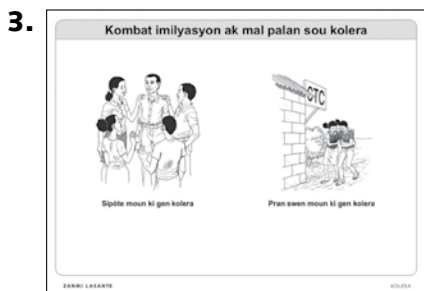 3.
Kombat imilyasyon ak mal palan sou kolera
CTC
Sipòte moun ki gen kolera
Pran swen moun ki gen kolera
ZANMI LASANTE
KOLERA